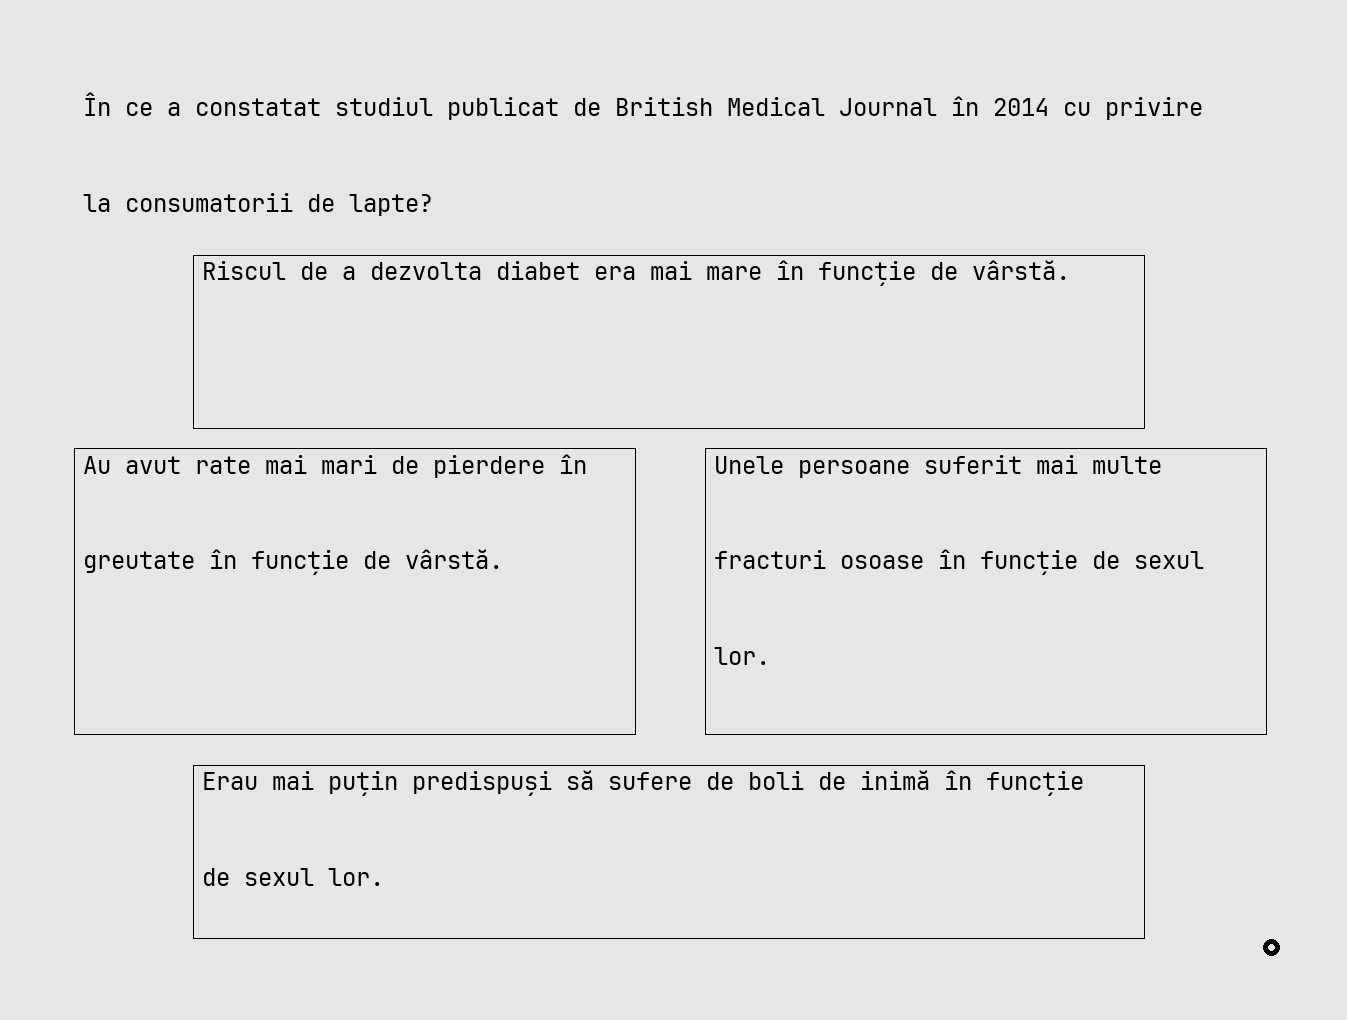 În ce a constatat studiul publicat de British Medical Journal în 2014 cu privire
la consumatorii de lapte?
Riscul de a dezvolta diabet era mai mare în funcție de vârstă.
Au avut rate mai mari de pierdere în
greutate în funcție de vârstă.
Unele persoane suferit mai multe
fracturi osoase în funcție de sexul
lor.
Erau mai puțin predispuși să sufere de boli de inimă în funcție
de sexul lor.